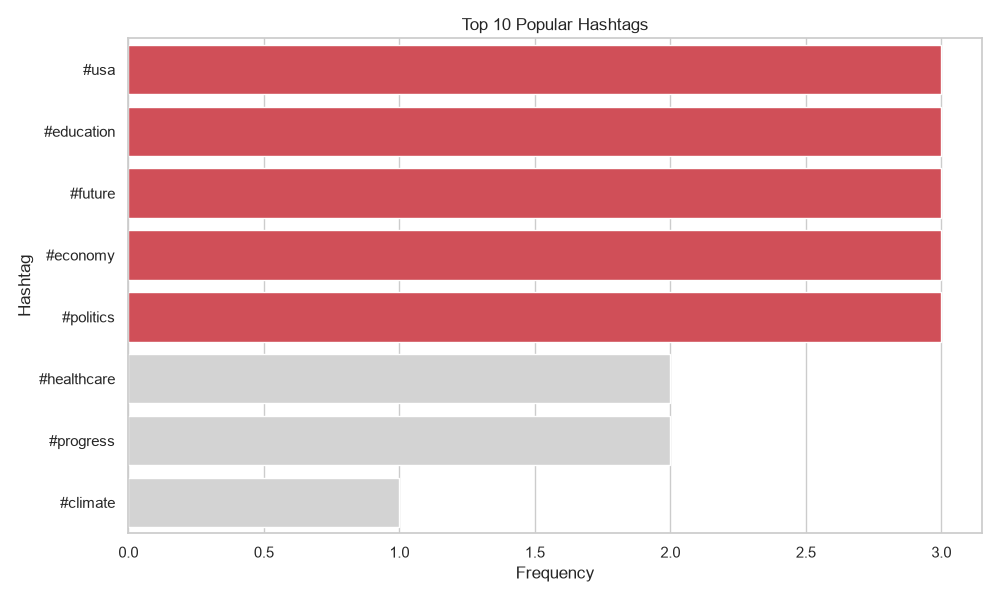 Top 10 Popular Hashtags
Hashtag
#usa
#education
#future
#economy
#politics
#healthcare
#progress
#climate
0.0 0.5 1.0 1.5 2.0 2.5 3.0
Frequency